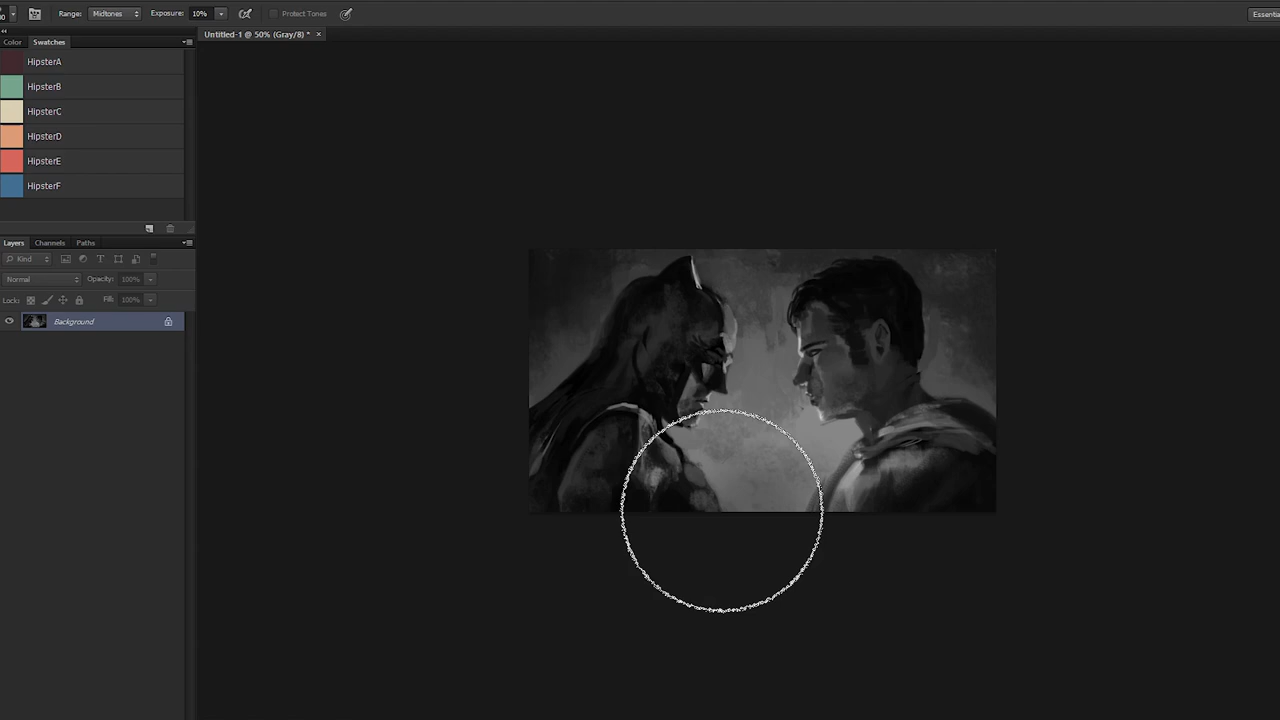 Range: Midtones Exposure: 10% Protect Tones
Untitled-1 @ 50% (Gray/8) * ×
Color Swatches
HipsterA
HipsterB
HipsterC
HipsterD
HipsterE
HipsterF
Layers Channels Paths
Kind
Normal Opacity: 100%
Lock: Fill: 100%
Background